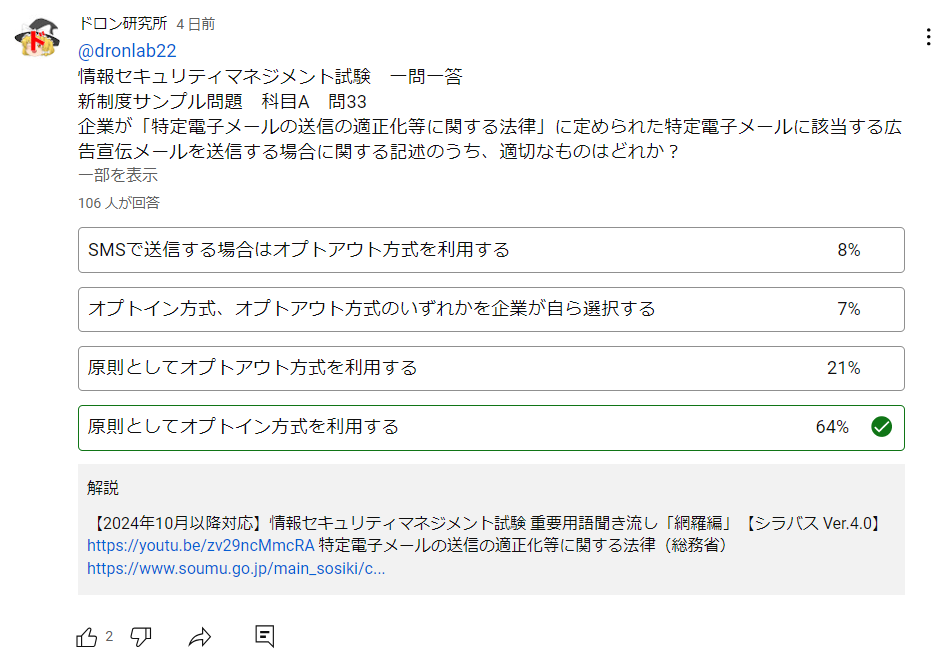 ドロン研究所 4 日前
@dronlab22
情報セキュリティマネジメント試験　一問一答
新制度サンプル問題　科目A　問33
企業が「特定電子メールの送信の適正化等に関する法律」に定められた特定電子メールに該当する広
告宣伝メールを送信する場合に関する記述のうち、適切なものはどれか？
一部を表示
106 人が回答
SMSで送信する場合はオプトアウト方式を利用する 8%
オプトイン方式、オプトアウト方式のいずれかを企業が自ら選択する 7%
原則としてオプトアウト方式を利用する 21%
原則としてオプトイン方式を利用する 64%
解説
【2024年10月以降対応】情報セキュリティマネジメント試験 重要用語聞き流し「網羅編」【シラバス Ver.4.0】
https://youtu.be/zv29ncMmcRA 特定電子メールの送信の適正化等に関する法律（総務省）
https://www.soumu.go.jp/main_sosiki/c...
2